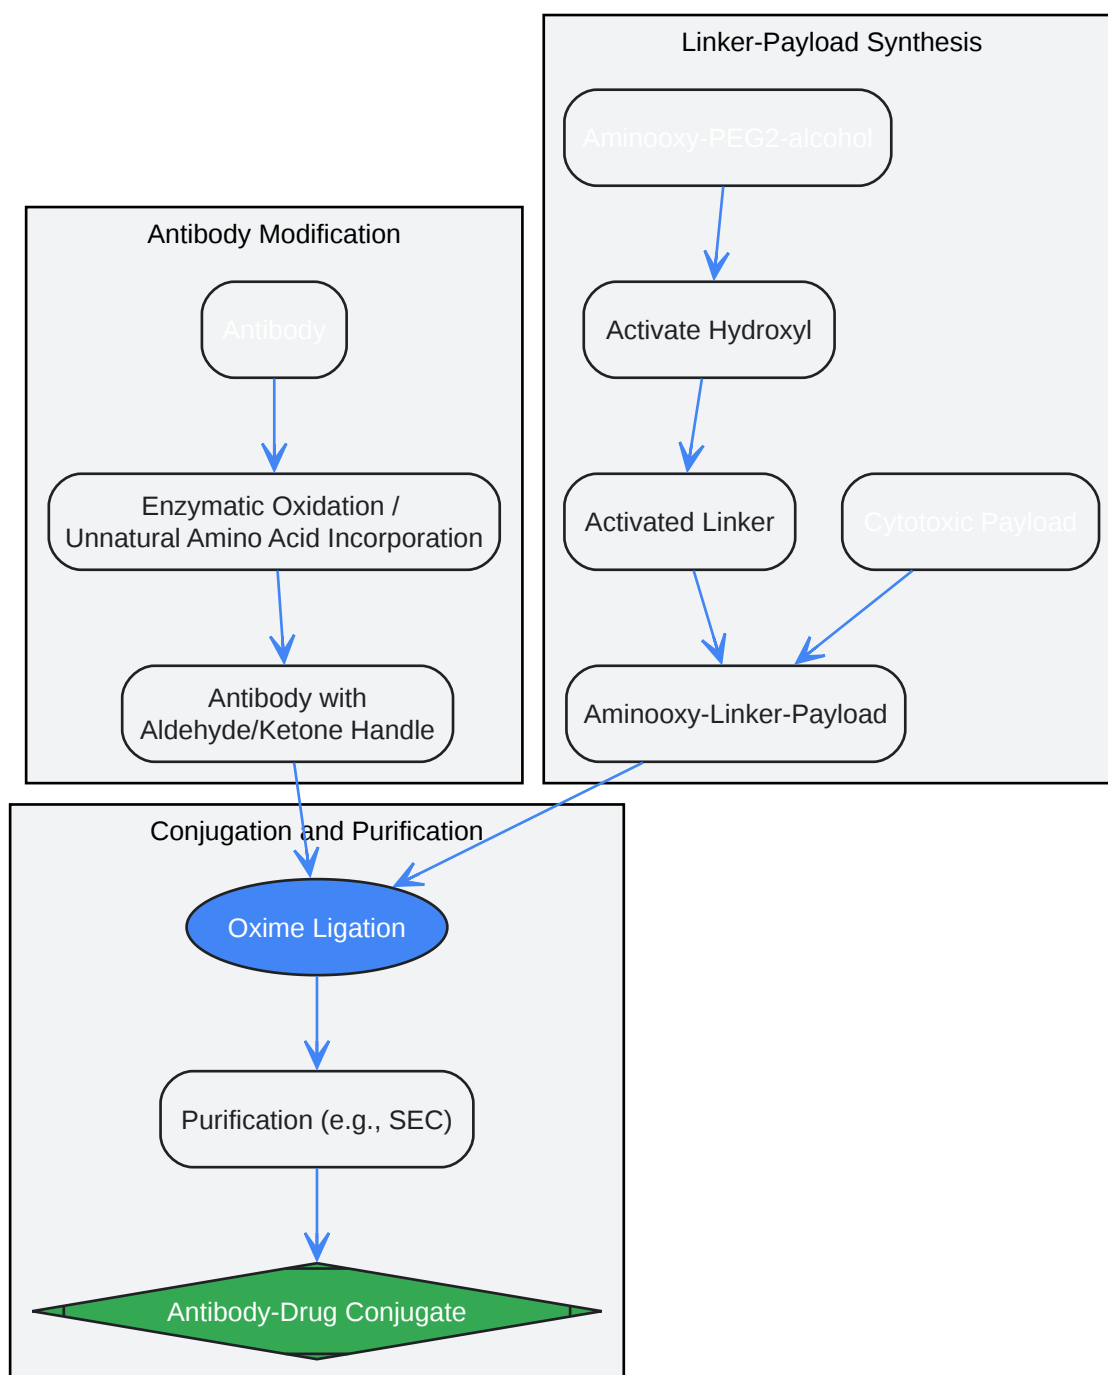 Linker-Payload Synthesis
Aminooxy-PEG2-alcohol
Activate Hydroxyl
Activated Linker
Cytotoxic Payload
Aminooxy-Linker-Payload
Antibody Modification
Antibody
Enzymatic Oxidation /
Unnatural Amino Acid Incorporation
Antibody with
Aldehyde/Ketone Handle
Conjugation and Purification
Oxime Ligation
Purification (e.g., SEC)
Antibody-Drug Conjugate